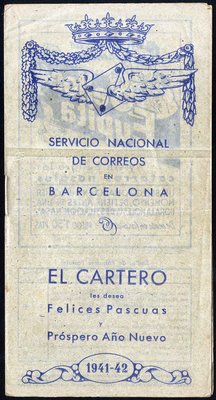 SERVICIO NACIONAL
DE CORREOS
EN
BARCELONA
EL CARTERO
les desea
Felices Pascuas
y
Próspero Año Nuevo
1941-42